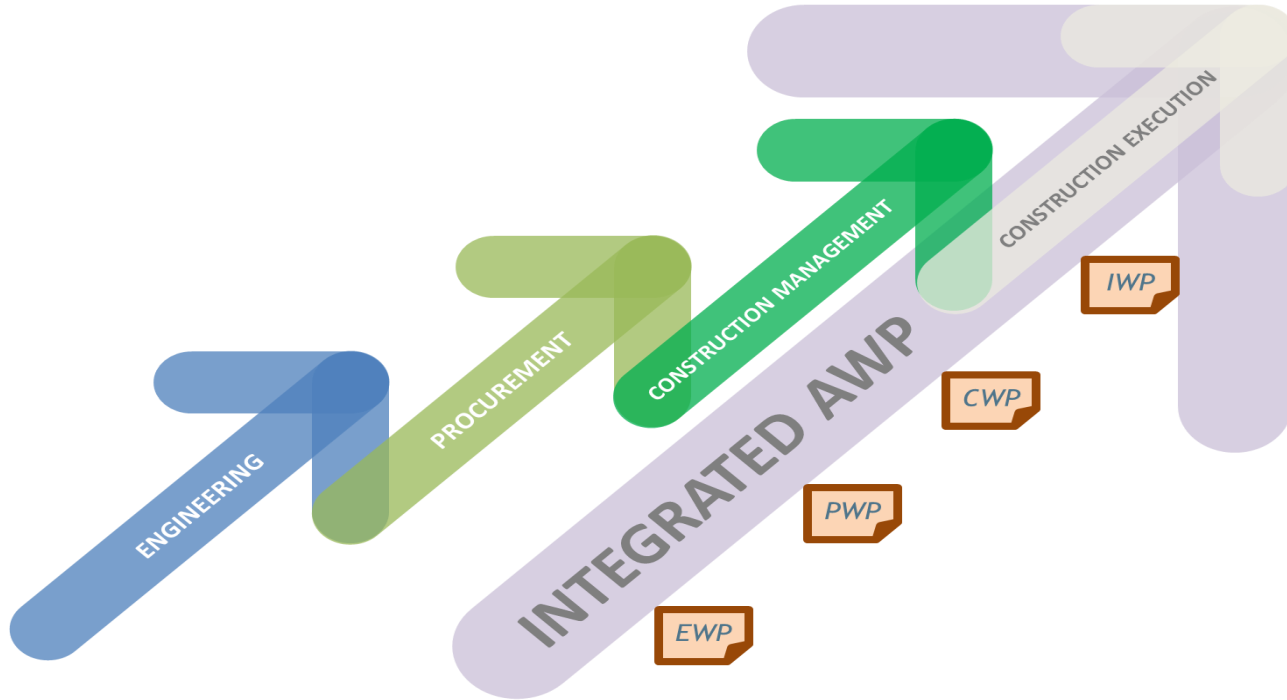 ENGINEERING
PROCUREMENT
CONSTRUCTION MANAGEMENT
CONSTRUCTION EXECUTION
INTEGRATED AWP
EWP
PWP
CWP
IWP